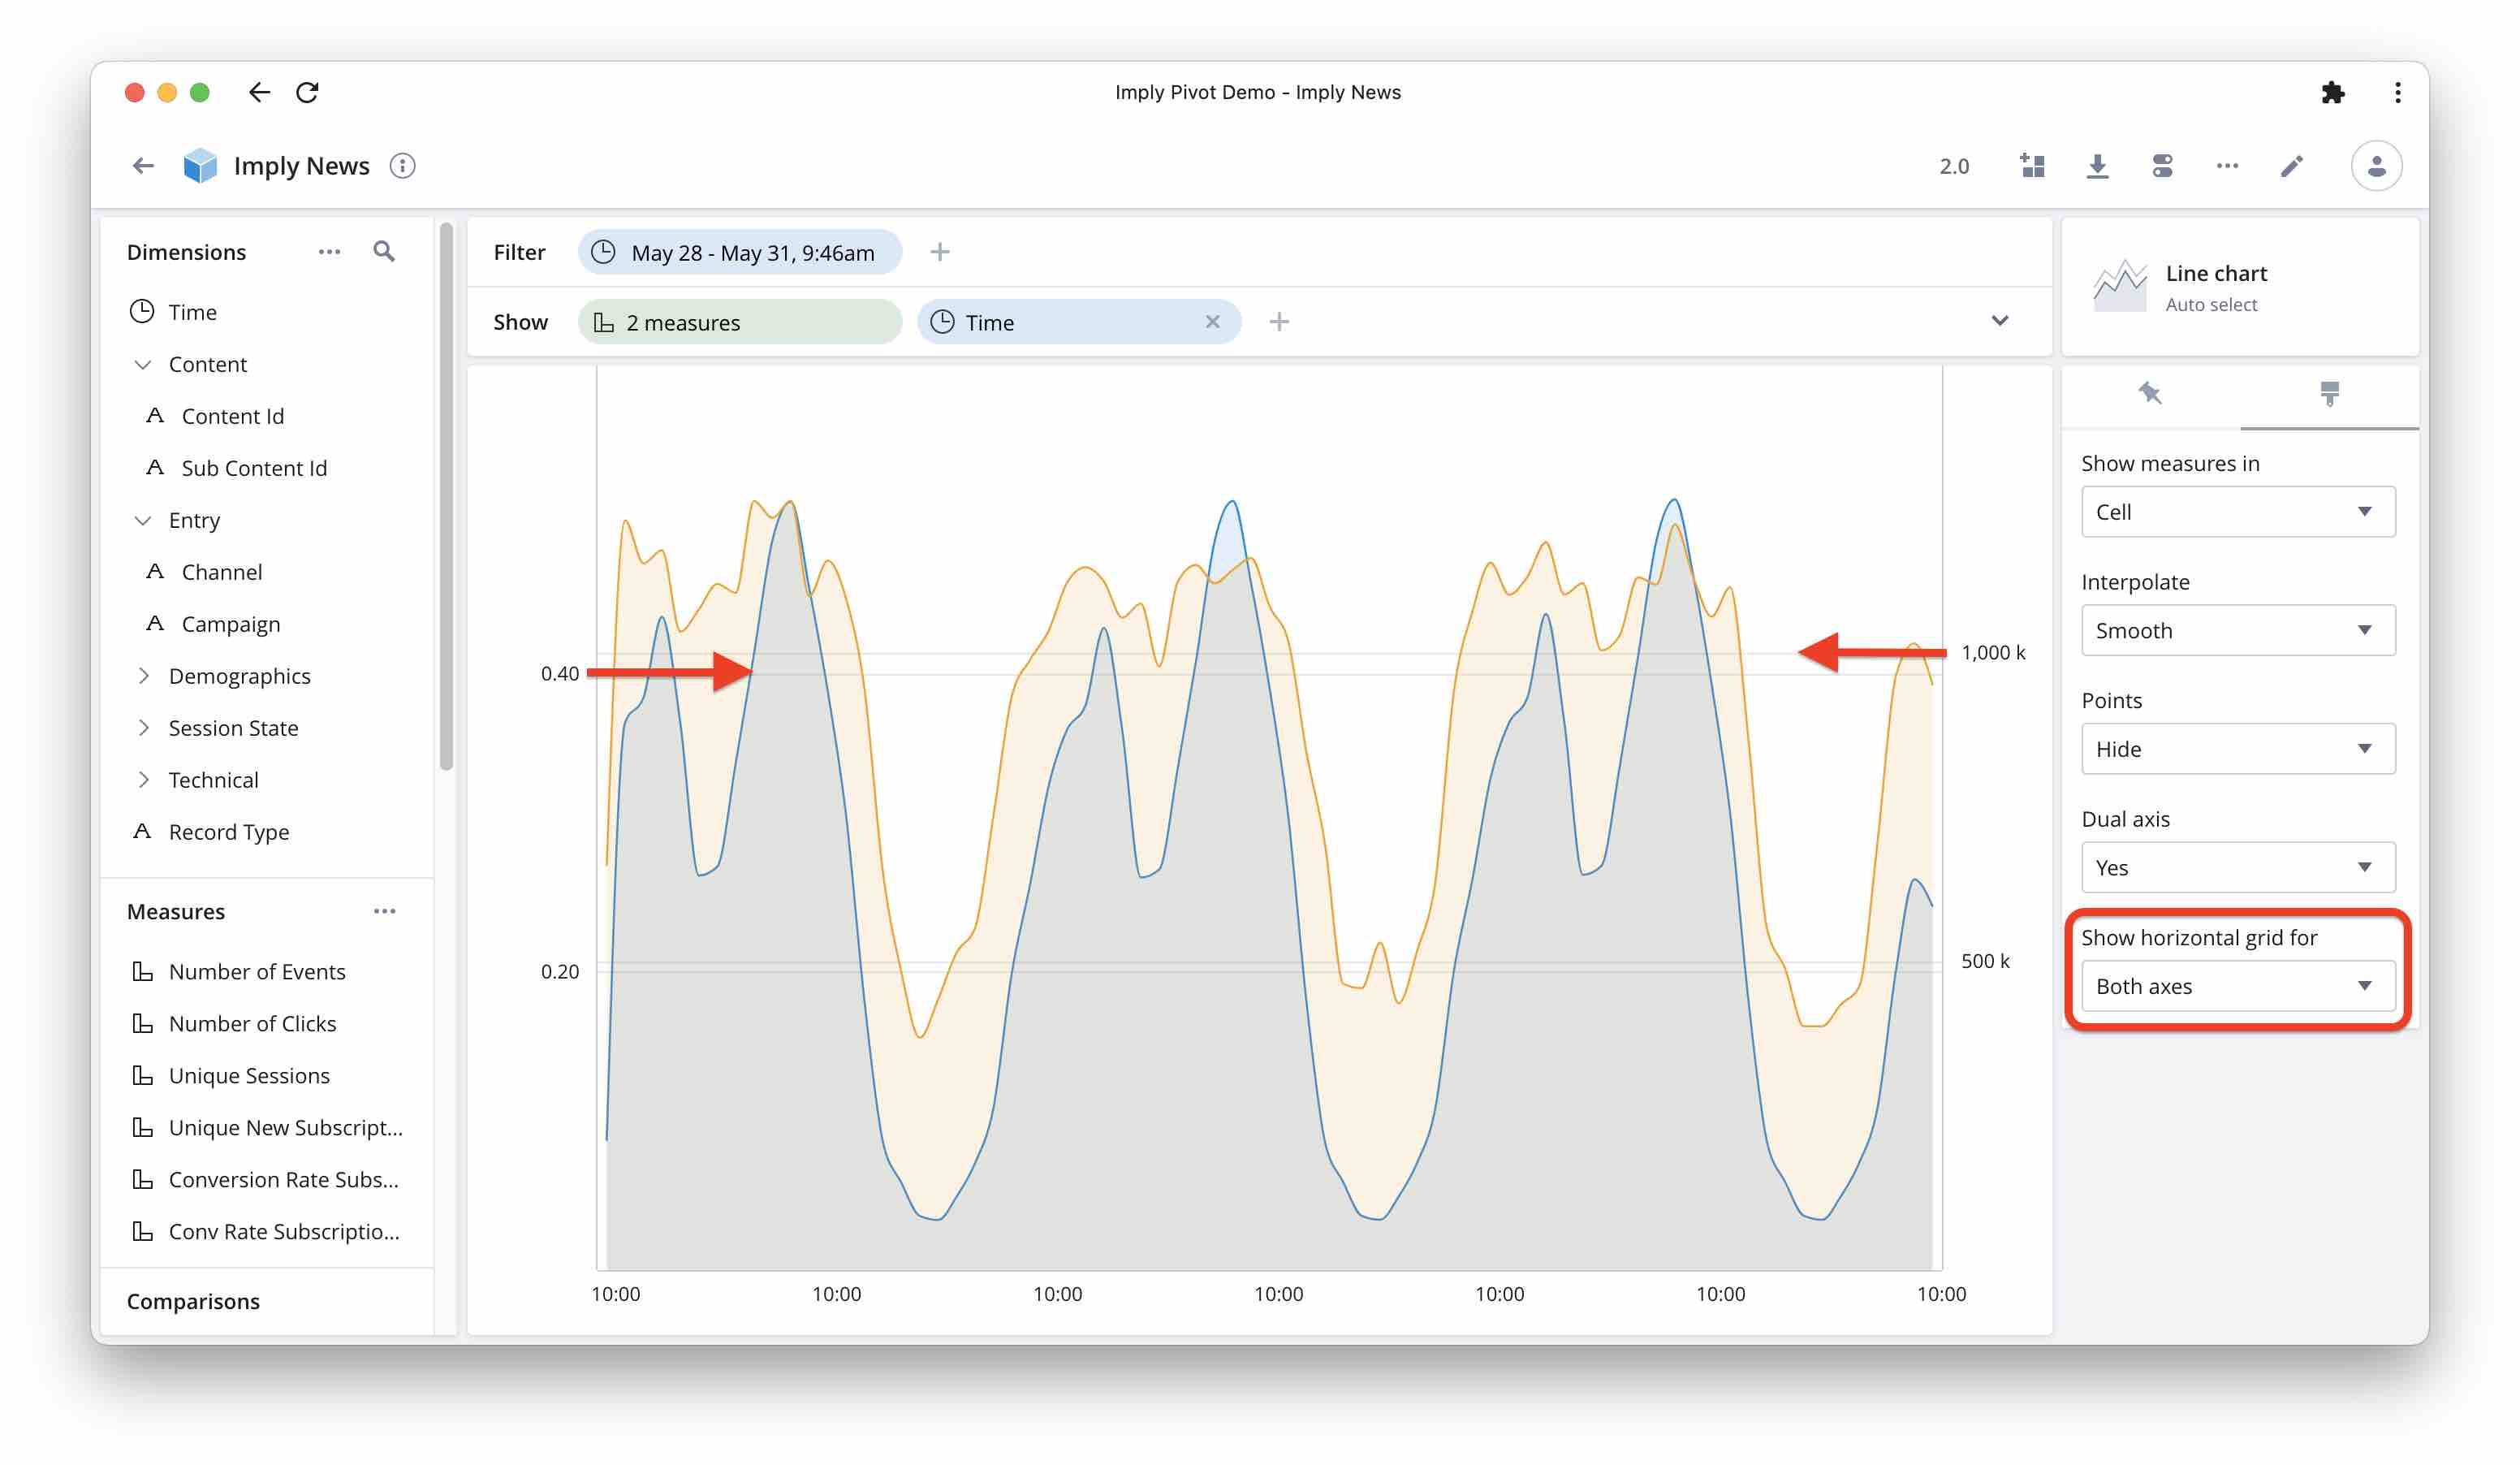 Imply Pivot Demo - Imply News
Imply News
2.0
Dimensions
Time
Content
A Content Id
A Sub Content Id
Entry
A Channel
A Campaign
Demographics
Session State
Technical
A Record Type
Measures
Number of Events
Number of Clicks
Unique Sessions
Unique New Subscript...
Conversion Rate Subs...
Conv Rate Subscriptio...
Comparisons
Filter May 28 - May 31, 9:46am
Show 2 measures Time
0.40
0.20
1,000 k
500 k
10:00 10:00 10:00 10:00 10:00 10:00 10:00
Line chart
Auto select
Show measures in
Cell
Interpolate
Smooth
Points
Hide
Dual axis
Yes
Show horizontal grid for
Both axes